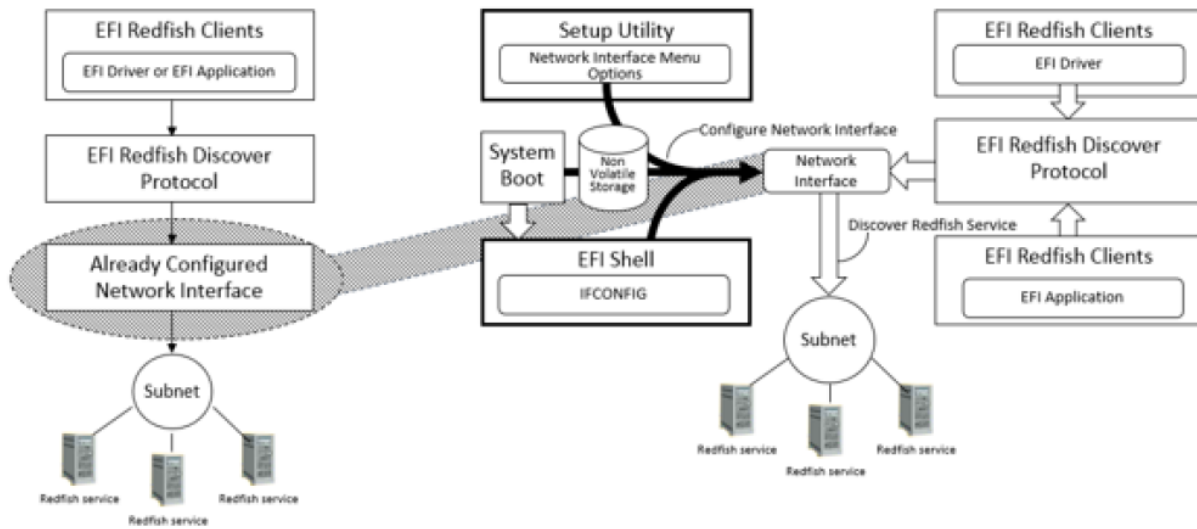 EFI Redfish Clients
EFI Driver or EFI Application
EFI Redfish Discover
Protocol
Already Configured
Network Interface
Subnet
Redfish service
Redfish service
Redfish service
Setup Utility
Network Interface Menu
Options
Configure Network Interface
System
Boot
Non
Volatile
Storage
Network
Interface
EFI Shell
IFCONFIG
Discover Redfish Service
Subnet
Redfish service
Redfish service
Redfish service
EFI Redfish Clients
EFI Driver
EFI Redfish Discover
Protocol
EFI Redfish Clients
EFI Application